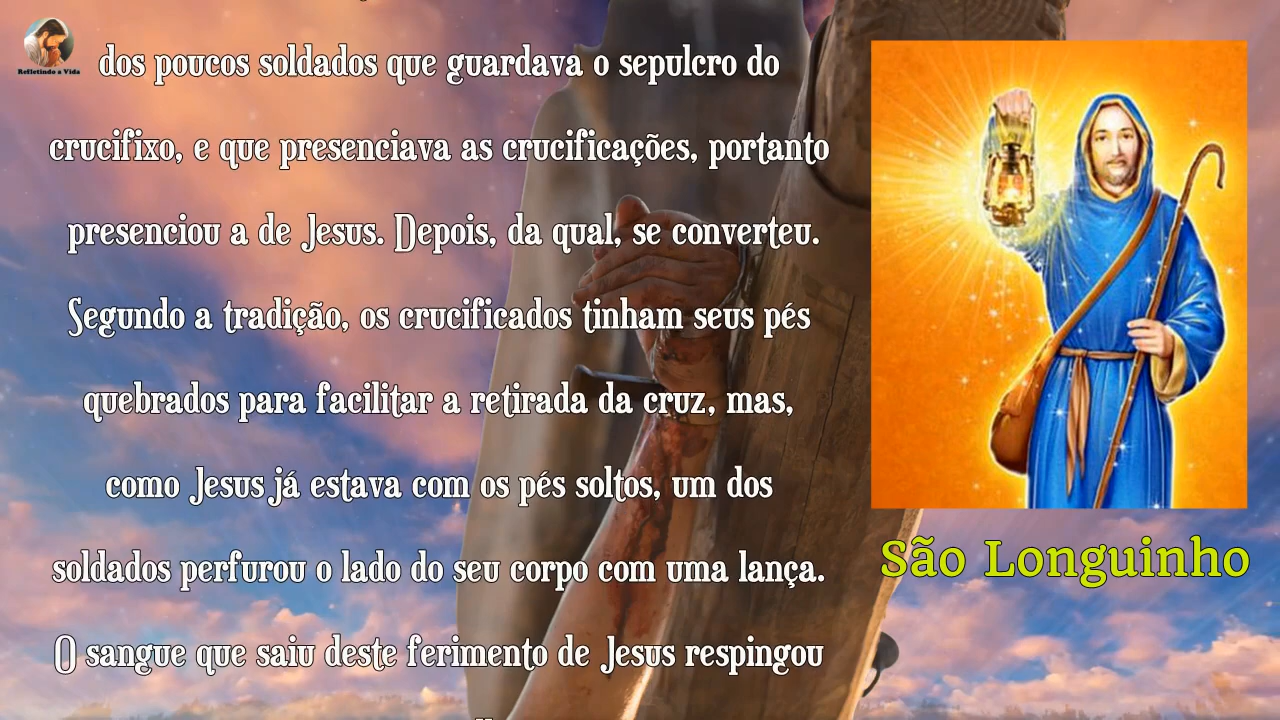 Refletindo a Vida
dos poucos soldados que guardava o sepulcro do
crucifixo, e que presenciava as crucificações, portanto
presenciou a de Jesus. Depois, da qual, se converteu.
Segundo a tradição, os crucificados tinham seus pés
quebrados para facilitar a retirada da cruz, mas,
como Jesus já estava com os pés soltos, um dos
soldados perfurou o lado do seu corpo com uma lança.
O sangue que saiu deste ferimento de Jesus respingou
São Longuinho